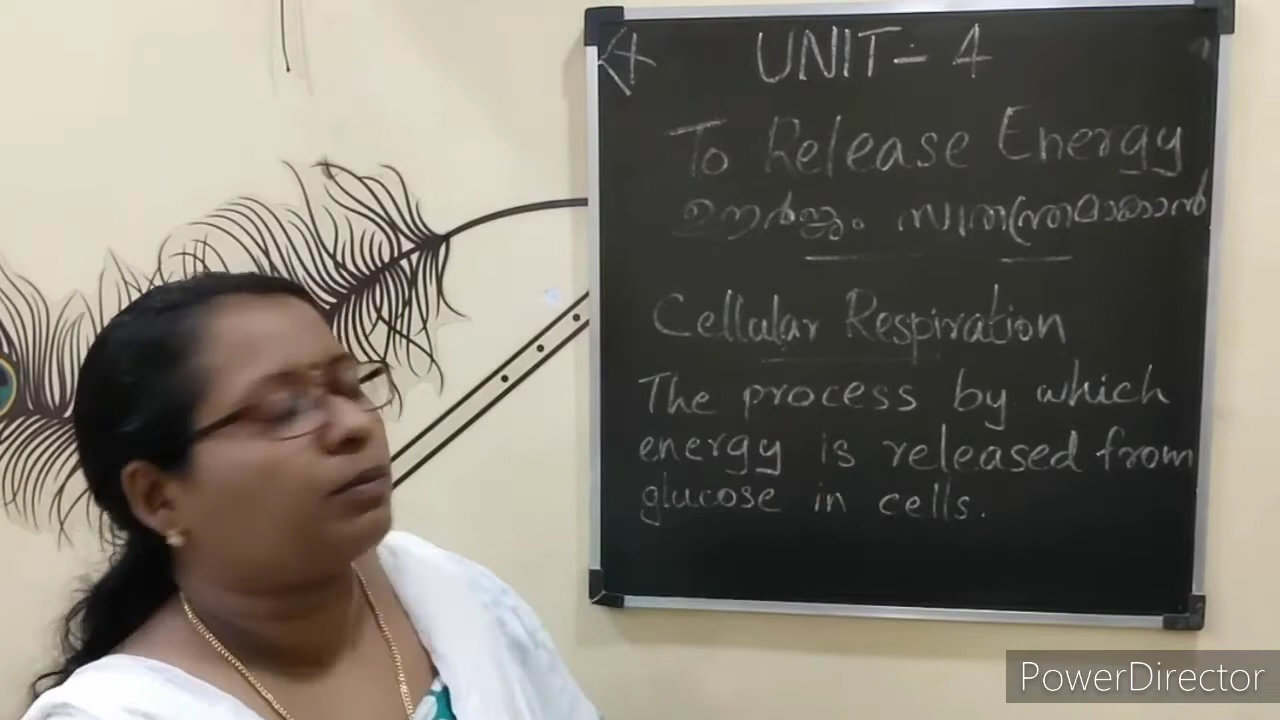 UNIT - 4
To Release Energy
ഊർജ്ജം സ്വതന്ത്രമാക്കാൻ
Cellular Respiration
The process by which
energy is released from
glucose in cells.
PowerDirector